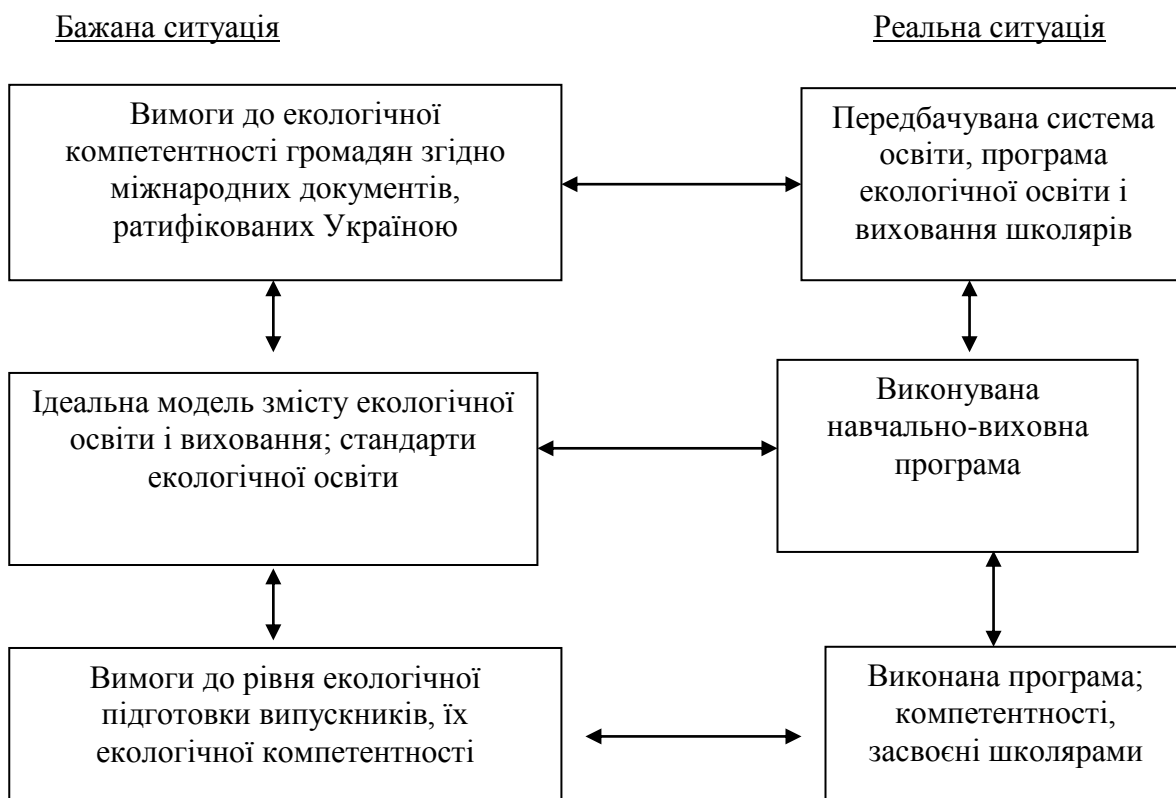 Бажана ситуація
Реальна ситуація
Вимоги до екологічної
компетентності громадян згідно
міжнародних документів,
ратифікованих Україною
Передбачувана система
освіти, програма
екологічної освіти і
виховання школярів
Ідеальна модель змісту екологічної
освіти і виховання; стандарти
екологічної освіти
Виконувана
навчально-виховна
програма
Вимоги до рівня екологічної
підготовки випускників, їх
екологічної компетентності
Виконана програма;
компетентності,
засвоєні школярами